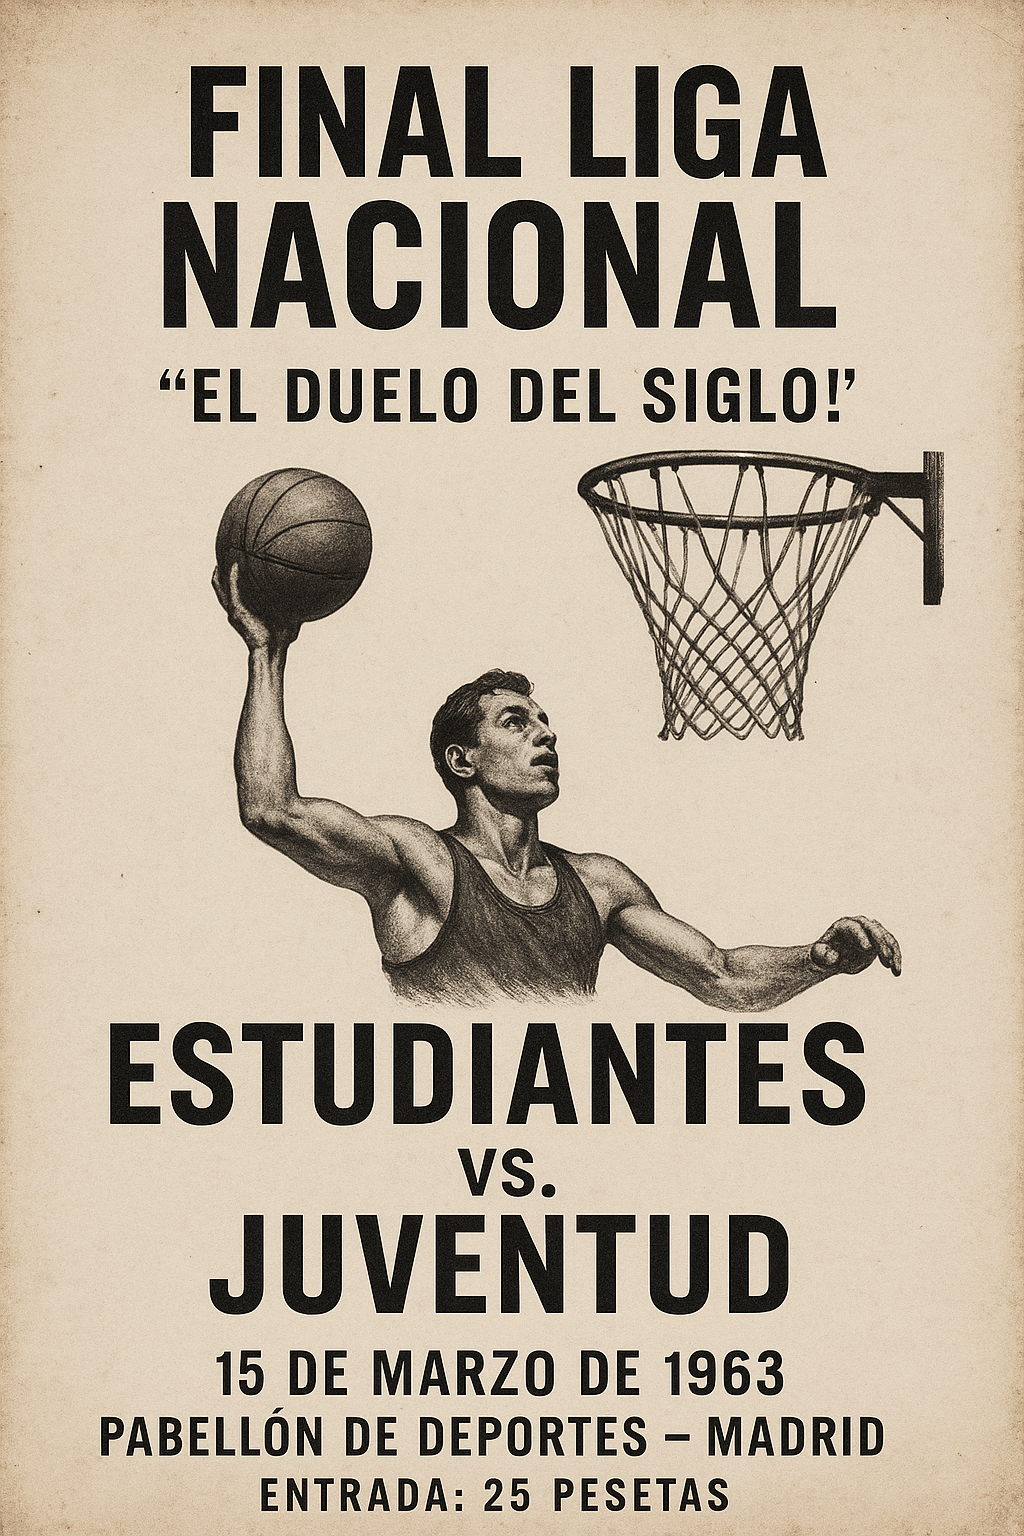 FINAL LIGA
NACIONAL
“EL DUELO DEL SIGLO!’
ESTUDIANTES
VS.
JUVENTUD
15 DE MARZO DE 1963
PABELLÓN DE DEPORTES – MADRID
ENTRADA: 25 PESETAS